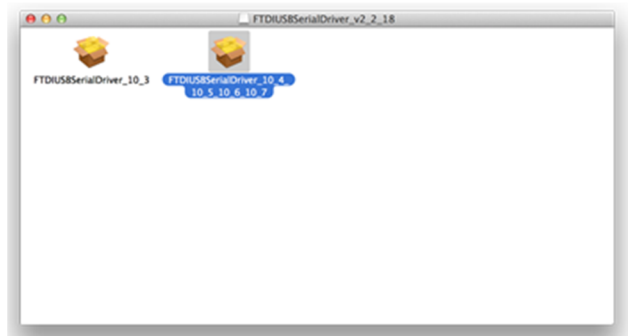 FTDIUSBSerialDriver_v2_2_18
FTDIUSBSerialDriver_10_3
FTDIUSBSerialDriver_10_4_
10_5_10_6_10_7